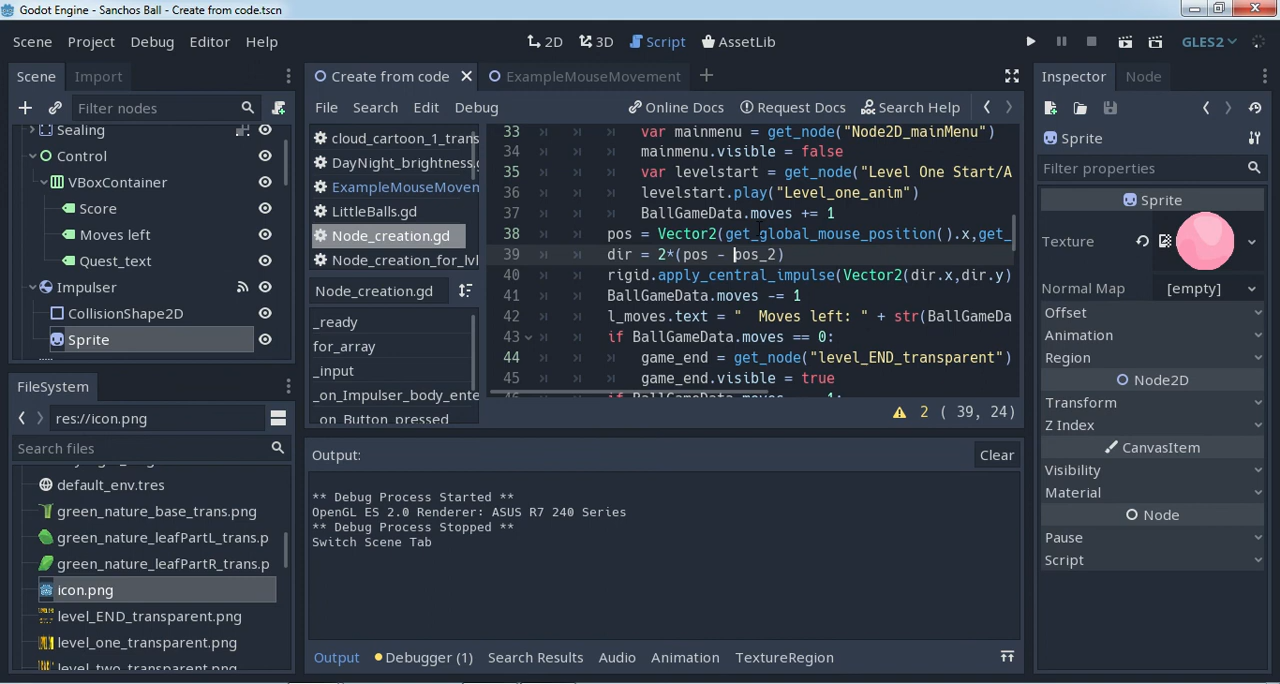 Godot Engine - Sanchos Ball - Create from code.tscn
Scene Project Debug Editor Help
2D 3D Script AssetLib
GLES2
Scene Import
Filter nodes
Sealing
Control
VBoxContainer
Score
Moves left
Quest_text
Impulser
CollisionShape2D
Sprite
FileSystem
res://icon.png
Search files
default_env.tres
green_nature_base_trans.png
green_nature_leafPartL_trans.p
green_nature_leafPartR_trans.p
icon.png
level_END_transparent.png
level_one_transparent.png
level_two_transparent.png
Create from code ExampleMouseMovement
File Search Edit Debug
Online Docs Request Docs Search Help
cloud_cartoon_1_trans
DayNight_brightness.g
ExampleMouseMovem
LittleBalls.gd
Node_creation.gd
Node_creation_for_lvl
Node_creation.gd
_ready
for_array
_input
_on_Impulser_body_ente
_on_Button_pressed
33 var mainmenu = get_node("Node2D_mainMenu")
34 mainmenu.visible = false
35 var levelstart = get_node("Level One Start/A
36 levelstart.play("Level_one_anim")
37 BallGameData.moves += 1
38 pos = Vector2(get_global_mouse_position().x,get_
39 dir = 2*(pos - pos_2)
40 rigid.apply_central_impulse(Vector2(dir.x,dir.y)
41 BallGameData.moves -= 1
42 l_moves.text = "  Moves left: " + str(BallGameDa
43 if BallGameData.moves == 0:
44 game_end = get_node("level_END_transparent")
45 game_end.visible = true
2 ( 39, 24)
Output:
Clear
** Debug Process Started **
OpenGL ES 2.0 Renderer: ASUS R7 240 Series
** Debug Process Stopped **
Switch Scene Tab
Output Debugger (1) Search Results Audio Animation TextureRegion
Inspector Node
Sprite
Filter properties
Sprite
Texture
Normal Map [empty]
Offset
Animation
Region
Node2D
Transform
Z Index
CanvasItem
Visibility
Material
Node
Pause
Script